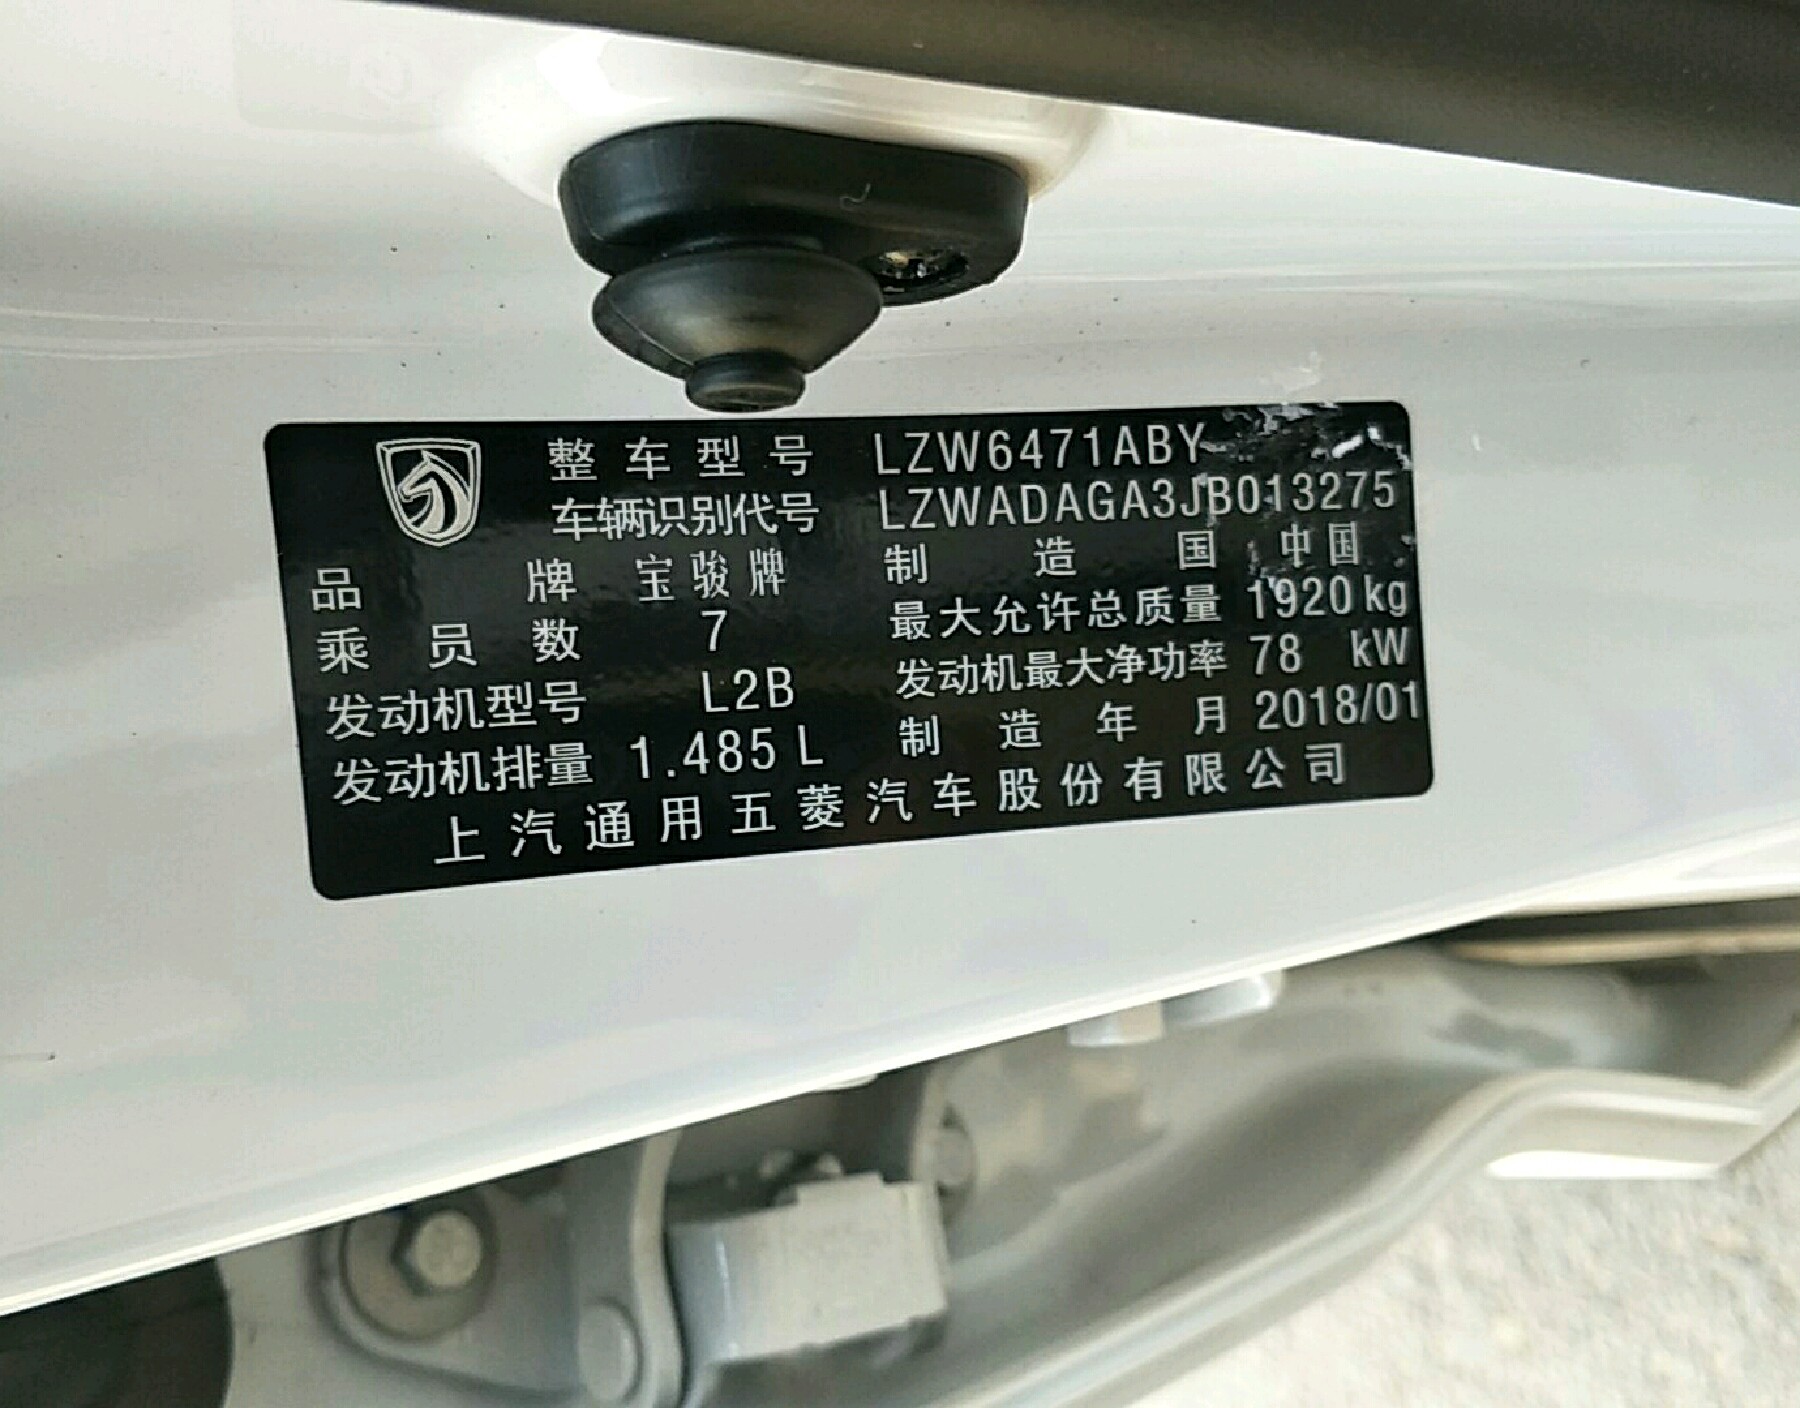 整车型号 LZW6471ABY
车辆识别代号 LZWADAGA3JB013275
品牌 宝骏牌 制造国 中国
乘员数 7 最大允许总质量 1920 kg
发动机型号 L2B 发动机最大净功率 78 kW
发动机排量 1.485 L 制造年月 2018/01
上汽通用五菱汽车股份有限公司